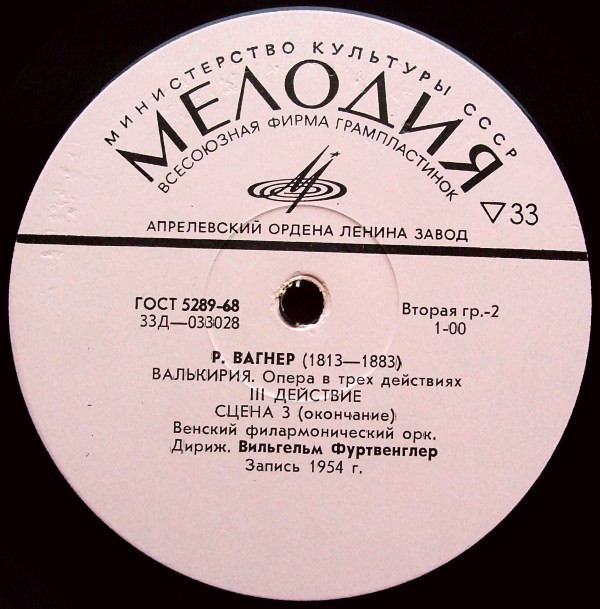 МИНИСТЕРСТВО КУЛЬТУРЫ СССР
МЕЛОДИЯ
ВСЕСОЮЗНАЯ ФИРМА ГРАМПЛАСТИНОК
▽33
АПРЕЛЕВСКИЙ ОРДЕНА ЛЕНИНА ЗАВОД
ГОСТ 5289-68
33Д—033028
Вторая гр.-2
1-00
Р. ВАГНЕР (1813—1883)
ВАЛЬКИРИЯ. Опера в трех действиях
III ДЕЙСТВИЕ
СЦЕНА 3 (окончание)
Венский филармонический орк.
Дириж. Вильгельм Фуртвенглер
Запись 1954 г.